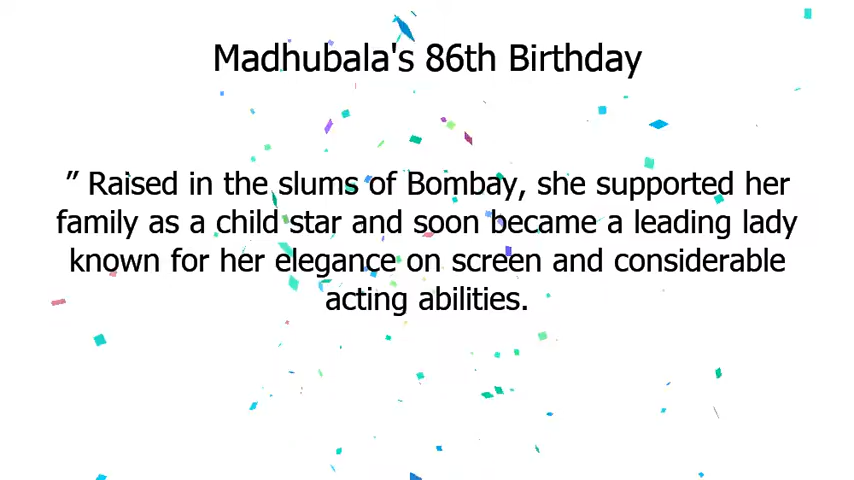 Madhubala's 86th Birthday
” Raised in the slums of Bombay, she supported her
family as a child star and soon became a leading lady
known for her elegance on screen and considerable
acting abilities.